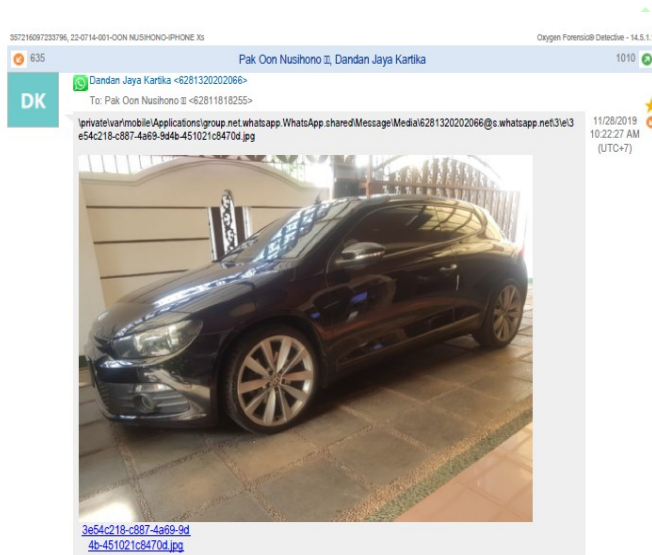 357216097233796, 22-0714-001-OON NUSIHONO-IPHONE Xs
Oxygen Forensic® Detective - 14.5.1.
635
Pak Oon Nusihono, Dandan Jaya Kartika
1010
DK
Dandan Jaya Kartika <6281320202066>
To: Pak Oon Nusihono <62811818255>
\private\var\mobile\Applications\group.net.whatsapp.WhatsApp.shared\Message\Media\6281320202066@s.whatsapp.net\3\e\3
e54c218-c887-4a69-9d4b-451021c8470d.jpg
11/28/2019
10:22:27 AM
(UTC+7)
3e54c218-c887-4a69-9d
4b-451021c8470d.jpg